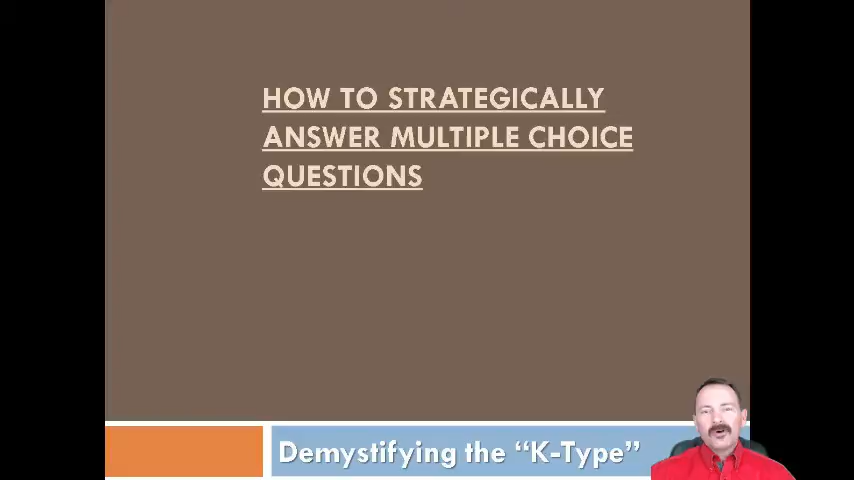 HOW TO STRATEGICALLY
ANSWER MULTIPLE CHOICE
QUESTIONS
Demystifying the “K-Type”